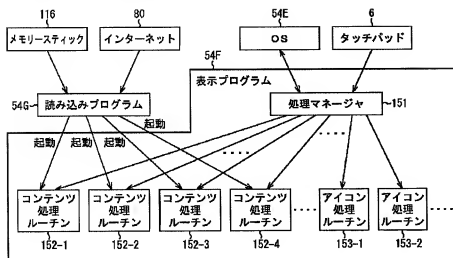 116
80
54E
6
メモリースティック
インターネット
OS
タッチパッド
54F
表示プログラム
54G
読み込みプログラム
処理マネージャ
151
起動
起動
起動
起動
‥‥‥
‥‥‥
コンテンツ
処理
ルーチン
コンテンツ
処理
ルーチン
コンテンツ
処理
ルーチン
コンテンツ
処理
ルーチン
‥‥‥
アイコン
処理
ルーチン
アイコン
処理
ルーチン
‥‥‥
152-1
152-2
152-3
152-4
153-1
153-2